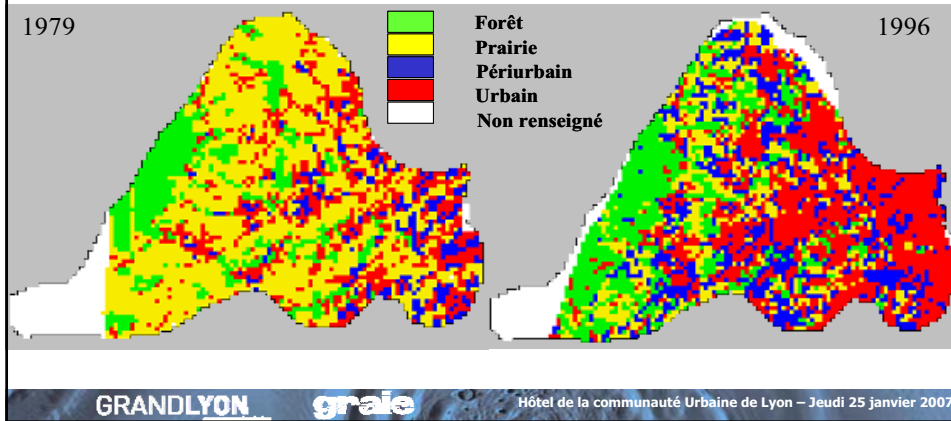 1979
Forêt
Prairie
Périurbain
Urbain
Non renseigné
1996
GRANDLYON
graie
Hôtel de la communauté Urbaine de Lyon – Jeudi 25 janvier 2007